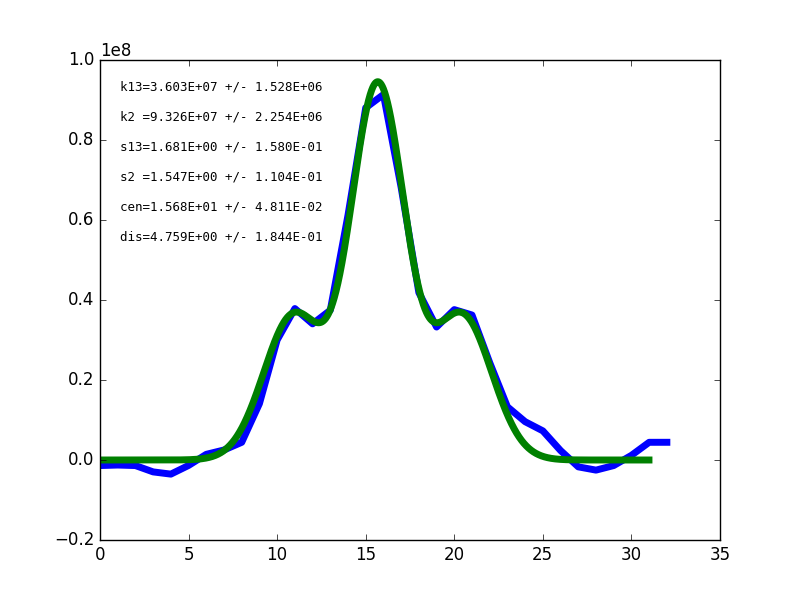 1e8
k13=3.603E+07 +/- 1.528E+06
k2 =9.326E+07 +/- 2.254E+06
s13=1.681E+00 +/- 1.580E-01
s2 =1.547E+00 +/- 1.104E-01
cen=1.568E+01 +/- 4.811E-02
dis=4.759E+00 +/- 1.844E-01
1.0
0.8
0.6
0.4
0.2
0.0
−0.2
0 5 10 15 20 25 30 35